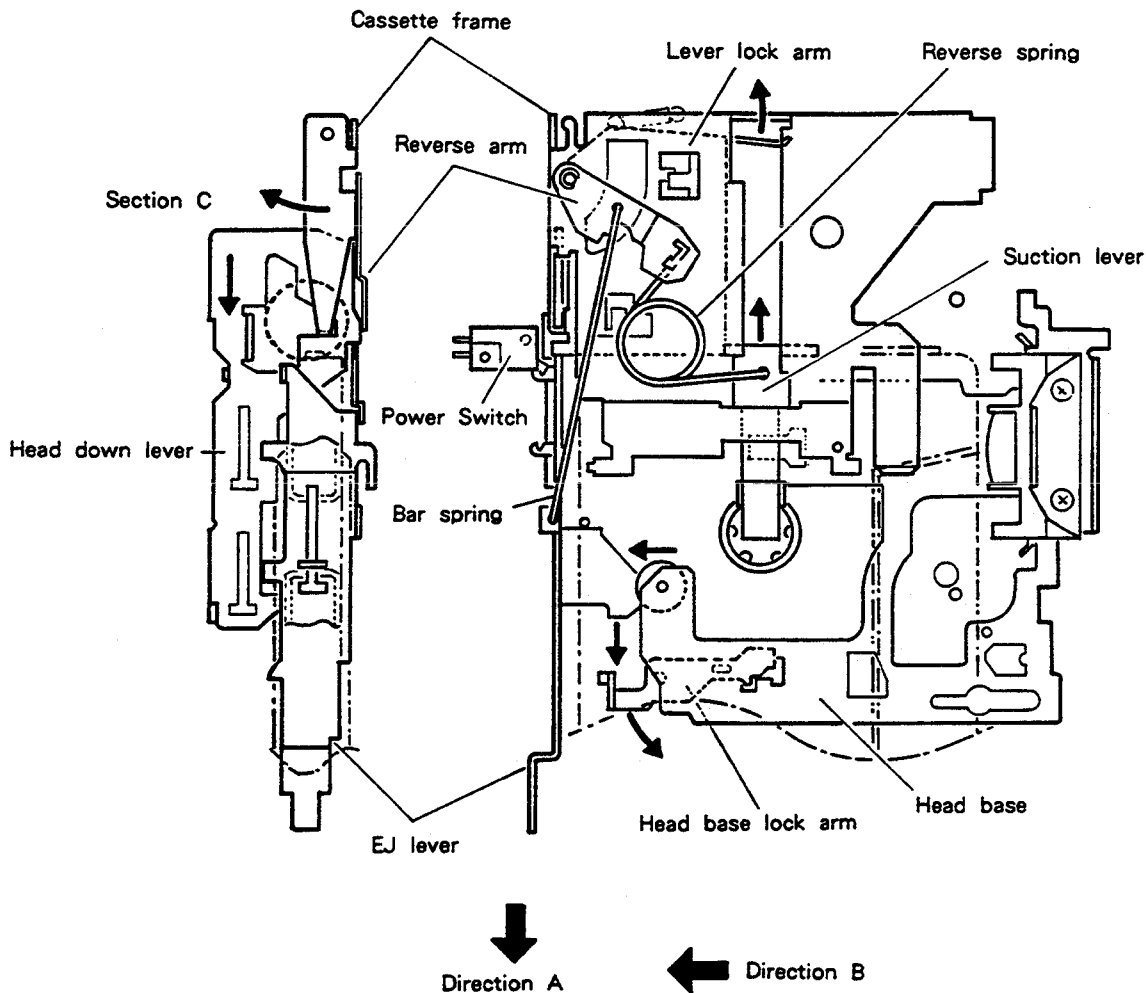 Cassette frame
Lever lock arm
Reverse spring
Reverse arm
Section C
Suction lever
Power Switch
Head down lever
Bar spring
Head base
Head base lock arm
EJ lever
Direction A
Direction B